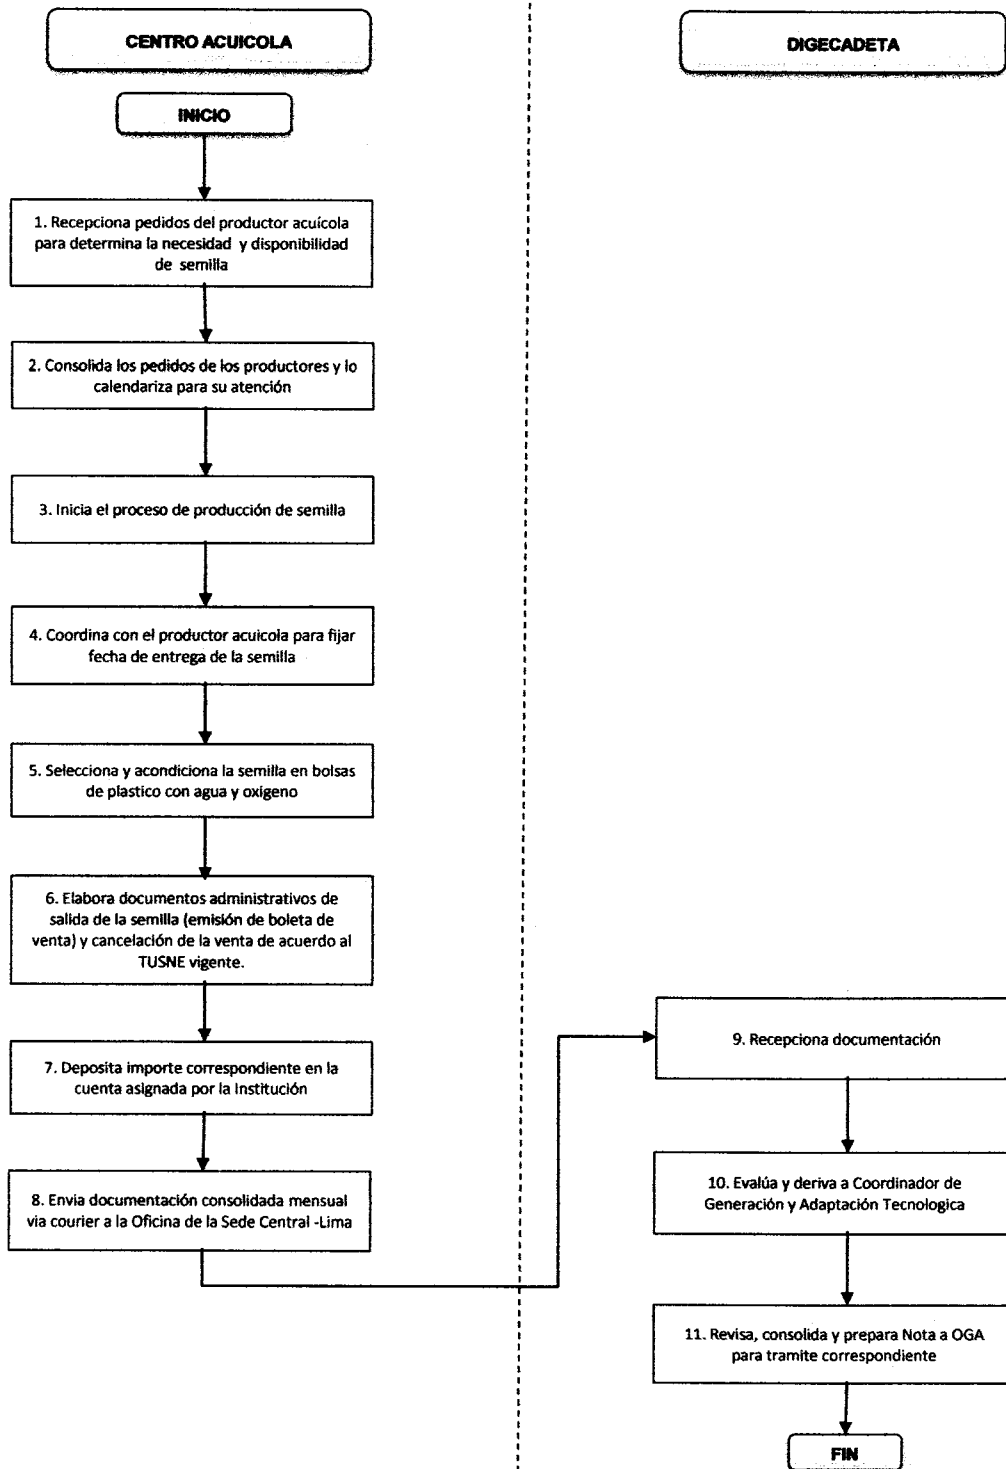 CENTRO ACUICOLA
DIGECADETA
INICIO
1. Recepciona pedidos del productor acuícola
para determina la necesidad y disponibilidad
de semilla
2. Consolida los pedidos de los productores y lo
calendariza para su atención
3. Inicia el proceso de producción de semilla
4. Coordina con el productor acuicola para fijar
fecha de entrega de la semilla
5. Selecciona y acondiciona la semilla en bolsas
de plastico con agua y oxigeno
6. Elabora documentos administrativos de
salida de la semilla (emisión de boleta de
venta) y cancelación de la venta de acuerdo al
TUSNE vigente.
7. Deposita importe correspondiente en la
cuenta asignada por la Institución
8. Envia documentación consolidada mensual
via courier a la Oficina de la Sede Central -Lima
9. Recepciona documentación
10. Evalúa y deriva a Coordinador de
Generación y Adaptación Tecnologica
11. Revisa, consolida y prepara Nota a OGA
para tramite correspondiente
FIN